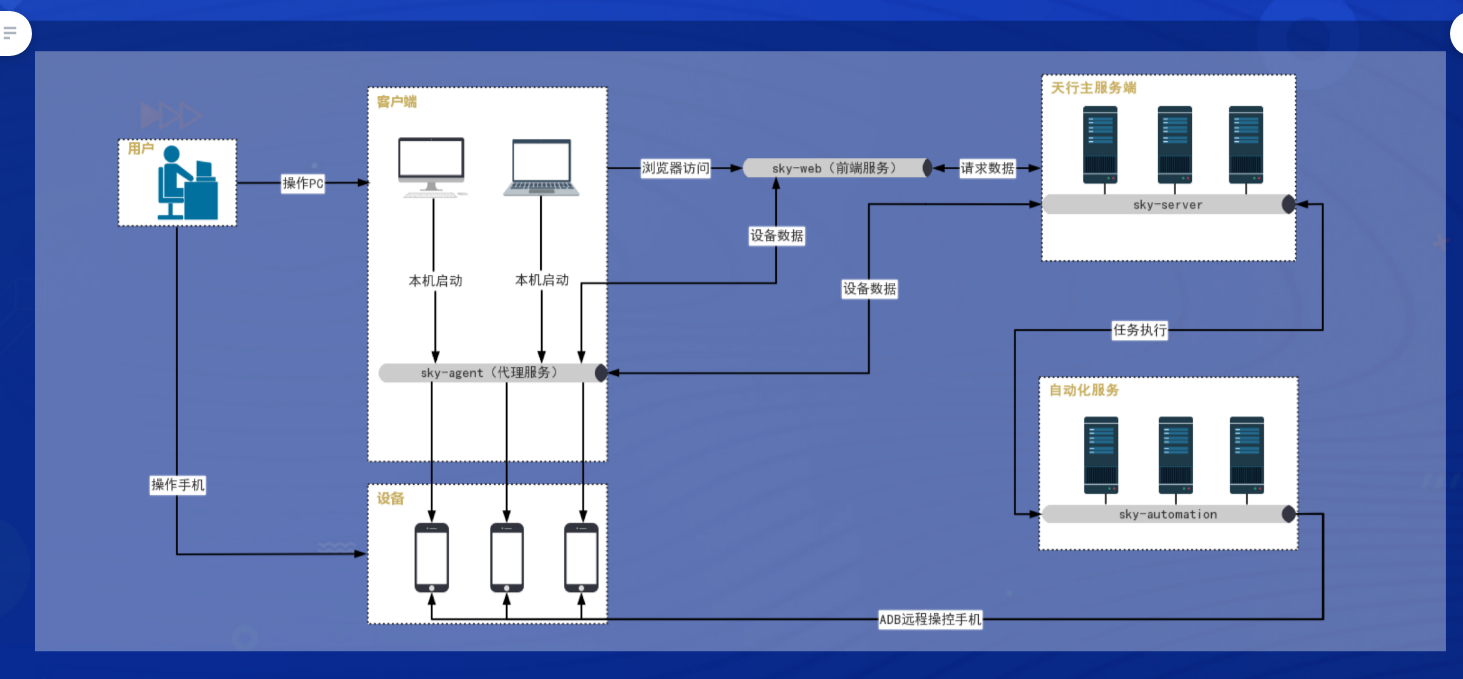 天行主服务端
客户端
用户
浏览器访问
sky-web（前端服务）
请求数据
操作PC
sky-server
设备数据
本机启动
本机启动
设备数据
任务执行
sky-agent（代理服务）
自动化服务
操作手机
设备
sky-automation
ADB远程操控手机